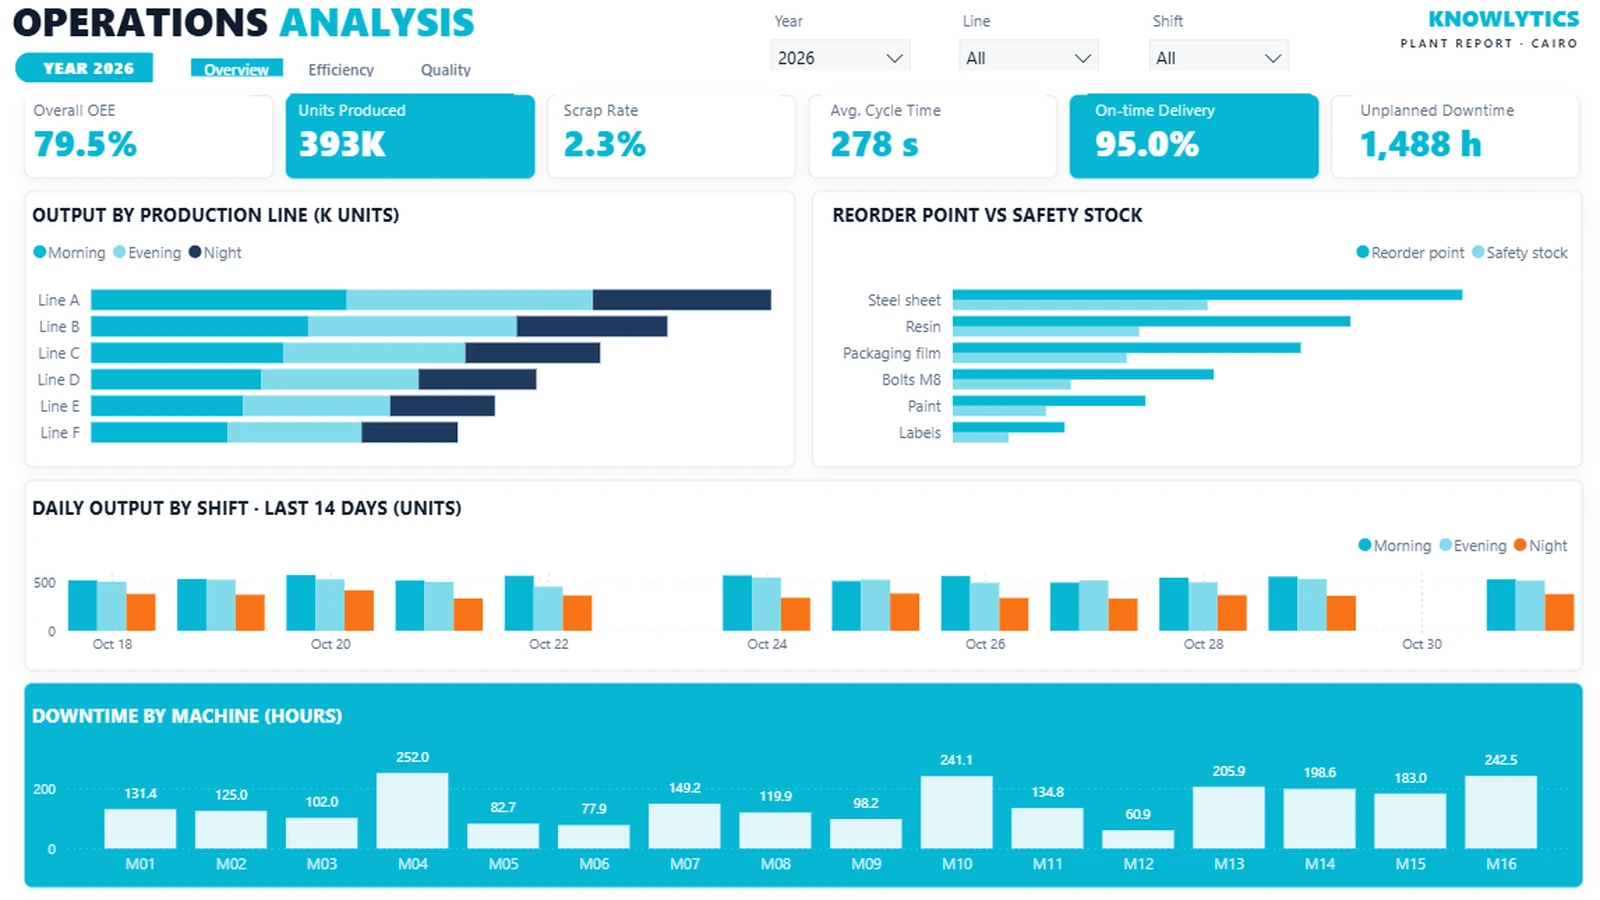 OPERATIONS ANALYSIS
Year
Line
Shift
KNOWLYTICS
PLANT REPORT · CAIRO
2026
All
All
YEAR 2026
Overview
Efficiency
Quality
Overall OEE
79.5%
Units Produced
393K
Scrap Rate
2.3%
Avg. Cycle Time
278 s
On-time Delivery
95.0%
Unplanned Downtime
1,488 h
OUTPUT BY PRODUCTION LINE (K UNITS)
Morning Evening Night
Line A
Line B
Line C
Line D
Line E
Line F
REORDER POINT VS SAFETY STOCK
Reorder point Safety stock
Steel sheet
Resin
Packaging film
Bolts M8
Paint
Labels
DAILY OUTPUT BY SHIFT · LAST 14 DAYS (UNITS)
Morning Evening Night
500
0
Oct 18 Oct 20 Oct 22 Oct 24 Oct 26 Oct 28 Oct 30
DOWNTIME BY MACHINE (HOURS)
200
0
131.4 125.0 102.0 252.0 82.7 77.9 149.2 119.9 98.2 241.1 134.8 60.9 205.9 198.6 183.0 242.5
M01 M02 M03 M04 M05 M06 M07 M08 M09 M10 M11 M12 M13 M14 M15 M16